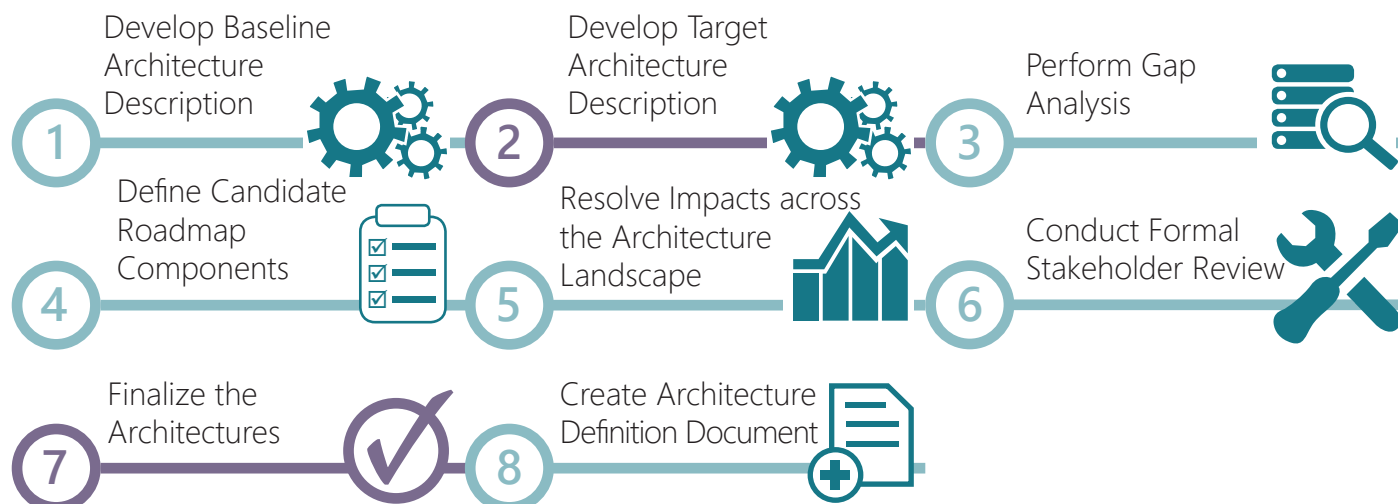 1
Develop Baseline
Architecture
Description
2
Develop Target
Architecture
Description
3
Perform Gap
Analysis
4
Define Candidate
Roadmap
Components
5
Resolve Impacts across
the Architecture
Landscape
6
Conduct Formal
Stakeholder Review
7
Finalize the
Architectures
8
Create Architecture
Definition Document